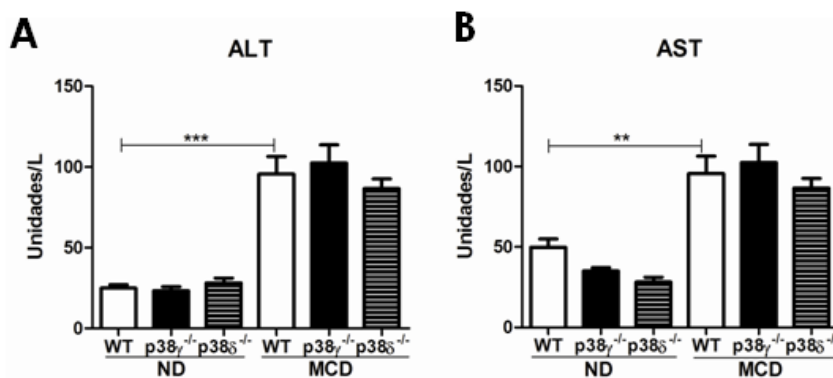 A
ALT
Unidades/L
150
100
50
0
***
WT p38γ-/- p38δ-/- WT p38γ-/- p38δ-/-
ND MCD
B
AST
Unidades/L
150
100
50
0
**
WT p38γ-/- p38δ-/- WT p38γ-/- p38δ-/-
ND MCD